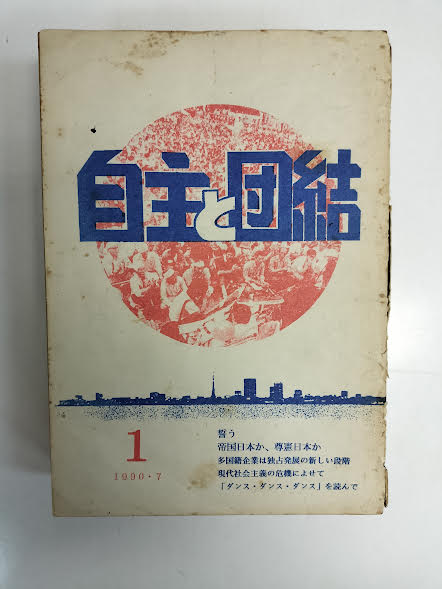 自主と団結
1
1990・7
誓う
帝国日本か、尊憲日本か
多国籍企業は独占発展の新しい段階
現代社会主義の危機によせて
「ダンス・ダンス・ダンス」を読んで